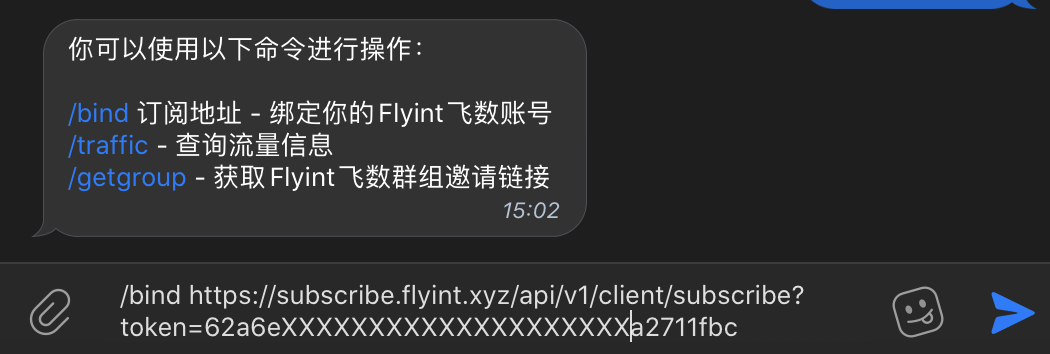 你可以使用以下命令进行操作：
/bind 订阅地址 - 绑定你的Flyint飞数账号
/traffic - 查询流量信息
/getgroup - 获取Flyint飞数群组邀请链接
15:02
/bind https://subscribe.flyint.xyz/api/v1/client/subscribe?
token=62a6eXXXXXXXXXXXXXXXXXXXXa2711fbc